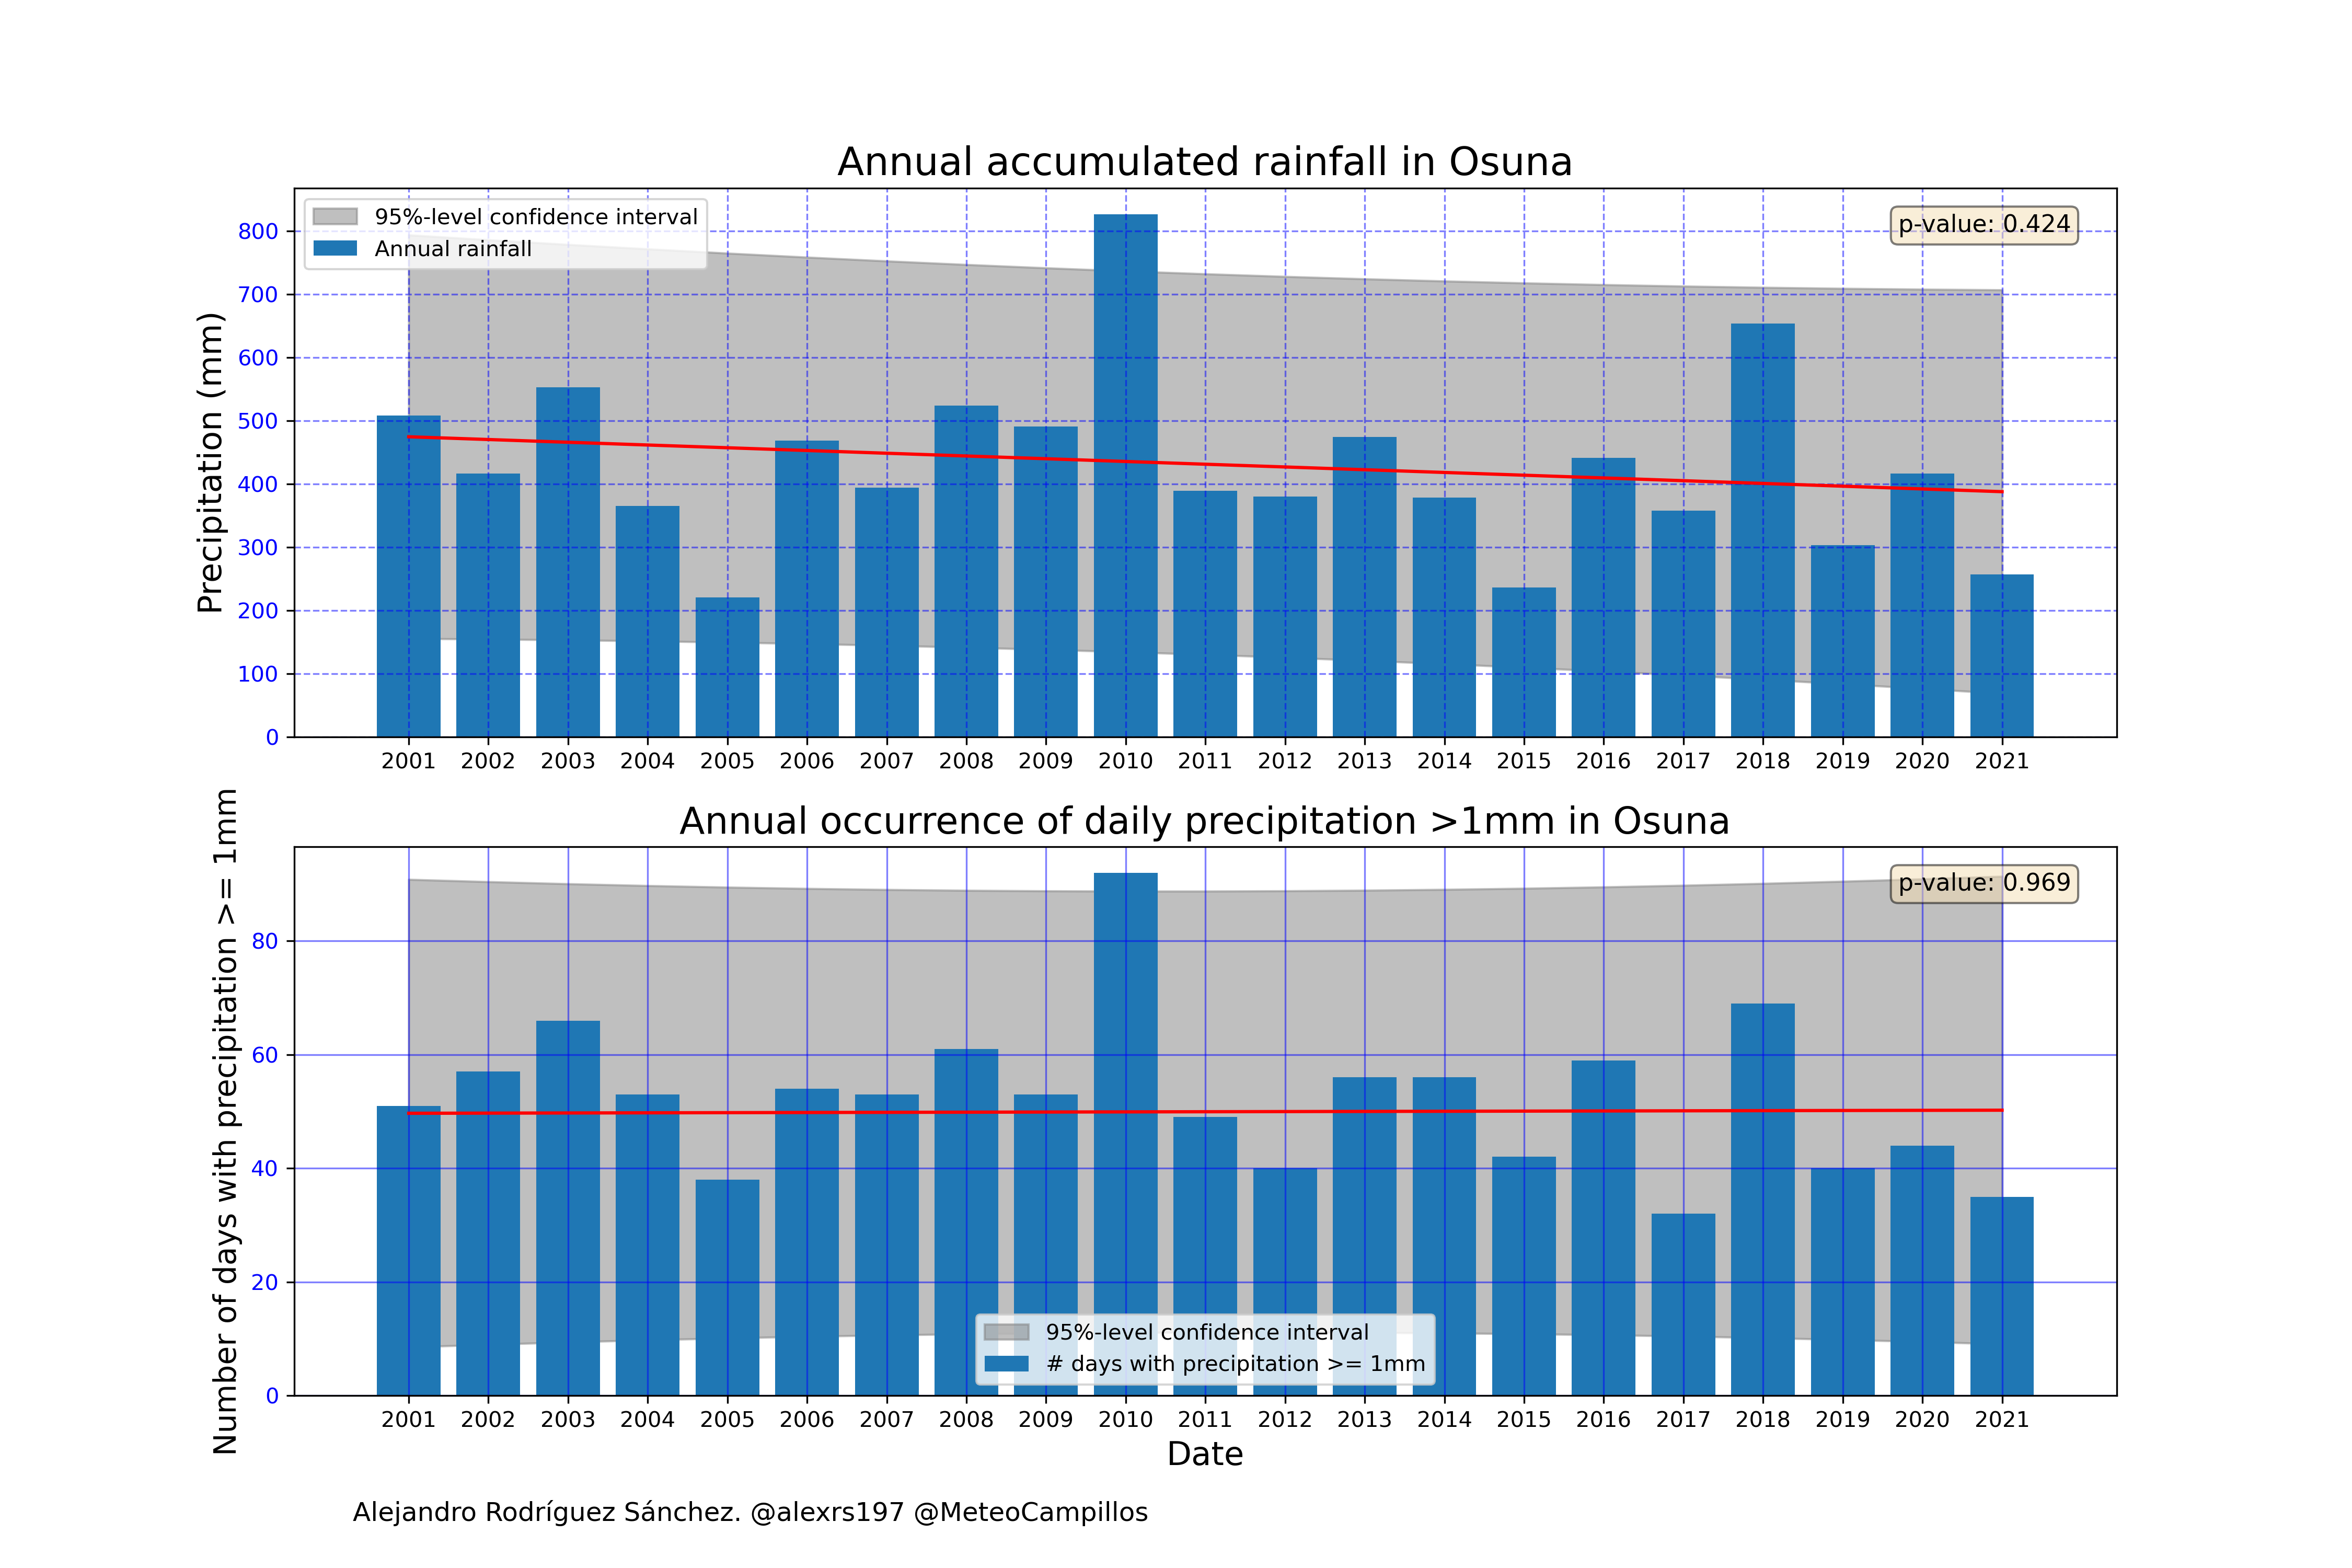 Annual accumulated rainfall in Osuna
95%-level confidence interval
Annual rainfall
p-value: 0.424
Precipitation (mm)
800
700
600
500
400
300
200
100
0
2001 2002 2003 2004 2005 2006 2007 2008 2009 2010 2011 2012 2013 2014 2015 2016 2017 2018 2019 2020 2021
Annual occurrence of daily precipitation >1mm in Osuna
p-value: 0.969
Number of days with precipitation >= 1mm
80
60
40
20
0
95%-level confidence interval
# days with precipitation >= 1mm
2001 2002 2003 2004 2005 2006 2007 2008 2009 2010 2011 2012 2013 2014 2015 2016 2017 2018 2019 2020 2021
Date
Alejandro Rodríguez Sánchez. @alexrs197 @MeteoCampillos